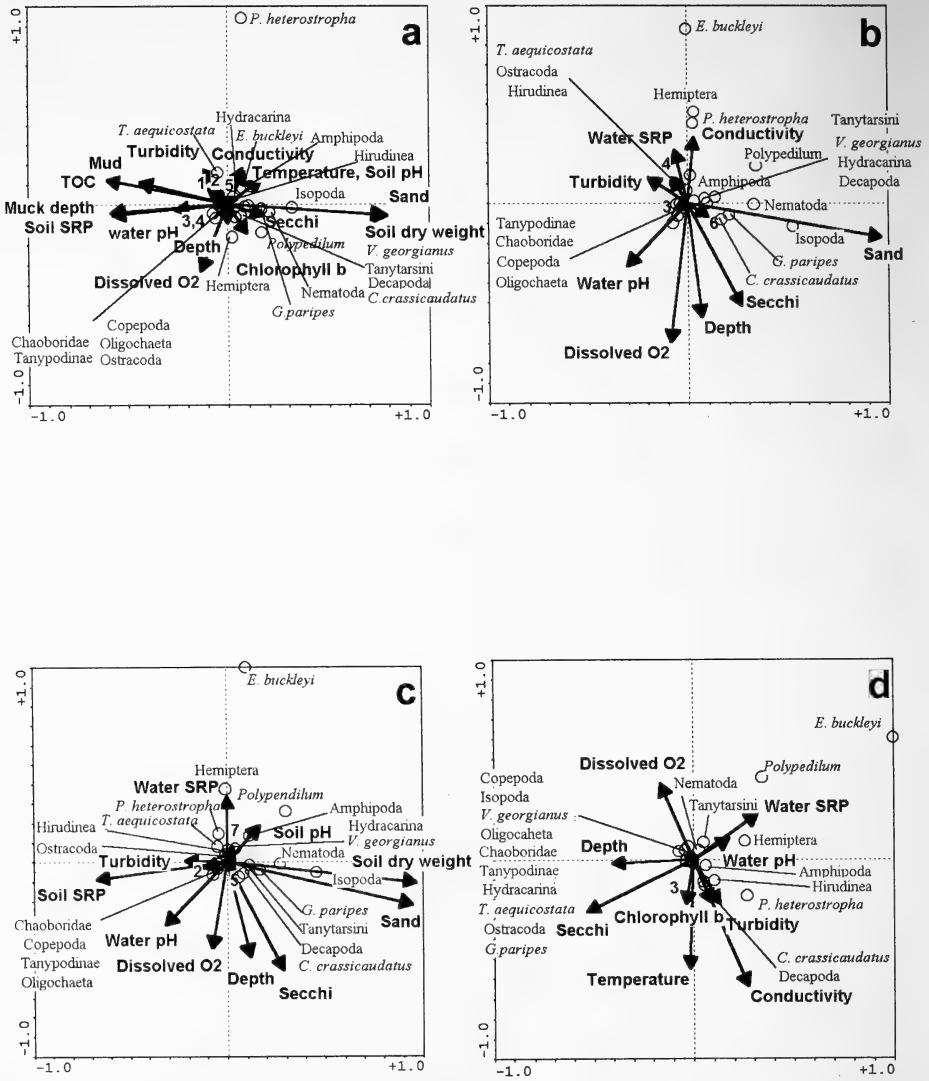 a
+1.0
P. heterostropha
Hydracarina
T. aequicostata
E. buckleyi
Amphipoda
Turbidity
Conductivity
Hirudinea
Mud
Temperature, Soil pH
TOC
1
2
5
Isopoda
Sand
Muck depth
3,4
Secchi
Soil SRP
water pH
Soil dry weight
Depth
Polypedilum
V. georgianus
Dissolved O2
Hemiptera
Chlorophyll b
Tanytarsini
Decapoda
Nematoda
C. crassicaudatus
G.paripes
Copepoda
Chaoboridae
Oligochaeta
Tanypodinae
Ostracoda
-1.0
-1.0
+1.0
b
+1.0
E. buckleyi
T. aequicostata
Ostracoda
Hirudinea
Hemiptera
P. heterostropha
Tanytarsini
Water SRP
Conductivity
V. georgianus
4
Polypedilum
Hydracarina
Turbidity
Amphipoda
Decapoda
3
Nematoda
Tanypodinae
6
Chaoboridae
Isopoda
Copepoda
G. paripes
Sand
Oligochaeta
Water pH
C. crassicaudatus
Secchi
Depth
Dissolved O2
-1.0
-1.0
+1.0
c
+1.0
E. buckleyi
Hemiptera
Water SRP
Polypendilum
P. heterostropha
Amphipoda
Hirudinea
T. aequicostata
7
Soil pH
Hydracarina
V. georgianus
Ostracoda
Nematoda
Turbidity
Soil dry weight
2
5
Isopoda
Soil SRP
Chaoboridae
G. paripes
Sand
Copepoda
Water pH
Tanytarsini
Tanypodinae
Dissolved O2
Decapoda
Oligochaeta
Depth
C. crassicaudatus
Secchi
-1.0
-1.0
+1.0
d
+1.0
E. buckleyi
Dissolved O2
Polypedilum
Copepoda
Nematoda
Isopoda
Tanytarsini
Water SRP
V. georgianus
Oligocaheta
Hemiptera
Chaoboridae
Depth
Water pH
Tanypodinae
Amphipoda
Hydracarina
3
Hirudinea
T. aequicostata
Chlorophyll b
P. heterostropha
Ostracoda
Secchi
Turbidity
G.paripes
C. crassicaudatus
Temperature
Decapoda
Conductivity
-1.0
-1.0
+1.0